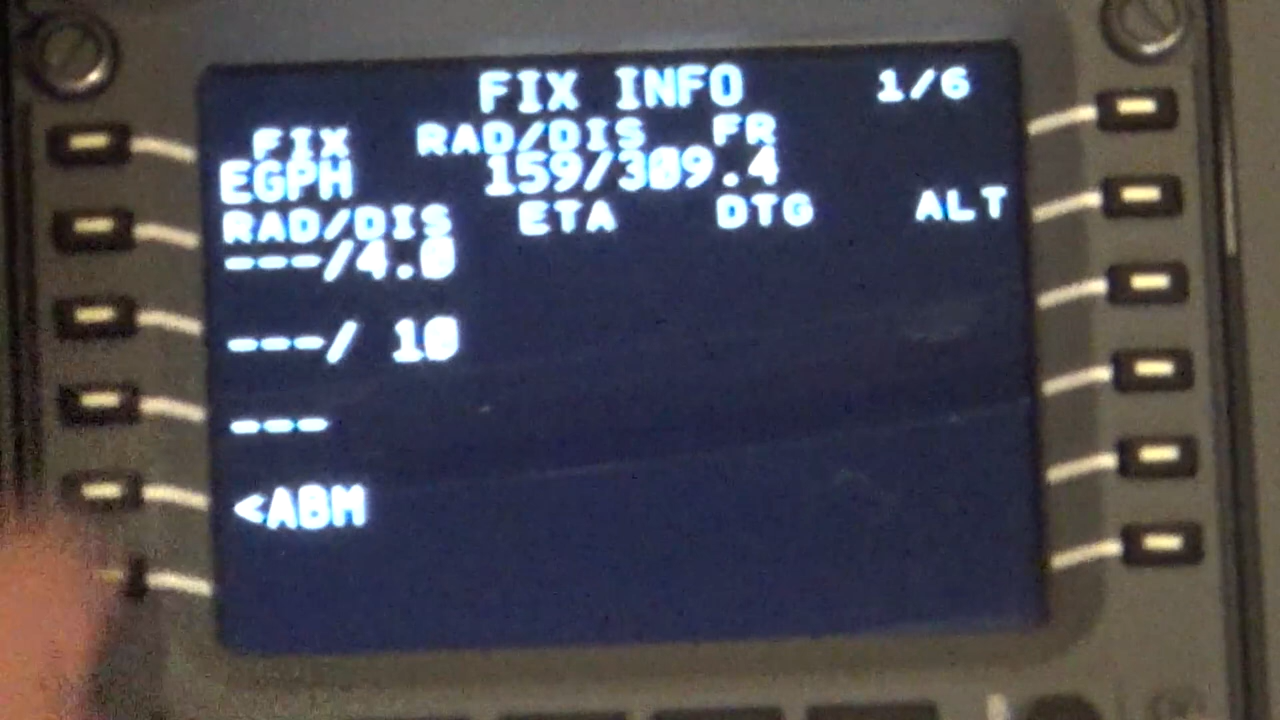 FIX INFO 1/6
FIX RAD/DIS FR
EGPH 159/309.4
RAD/DIS ETA DTG ALT
---/4.0
---/ 10
---
<ABM